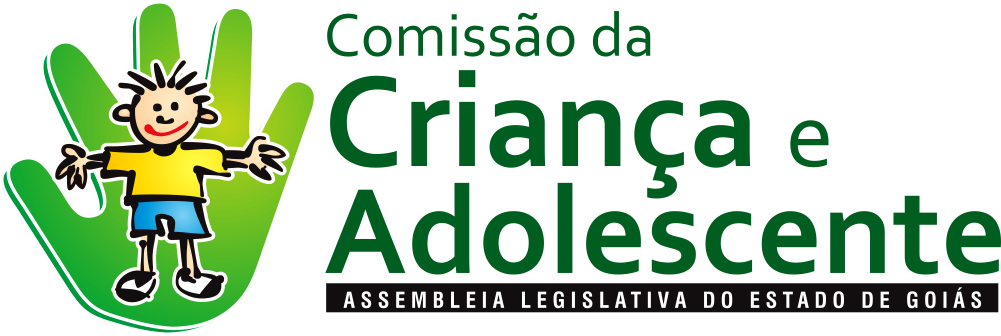 Comissão da
Criança e
Adolescente
ASSEMBLEIA LEGISLATIVA DO ESTADO DE GOIÁS